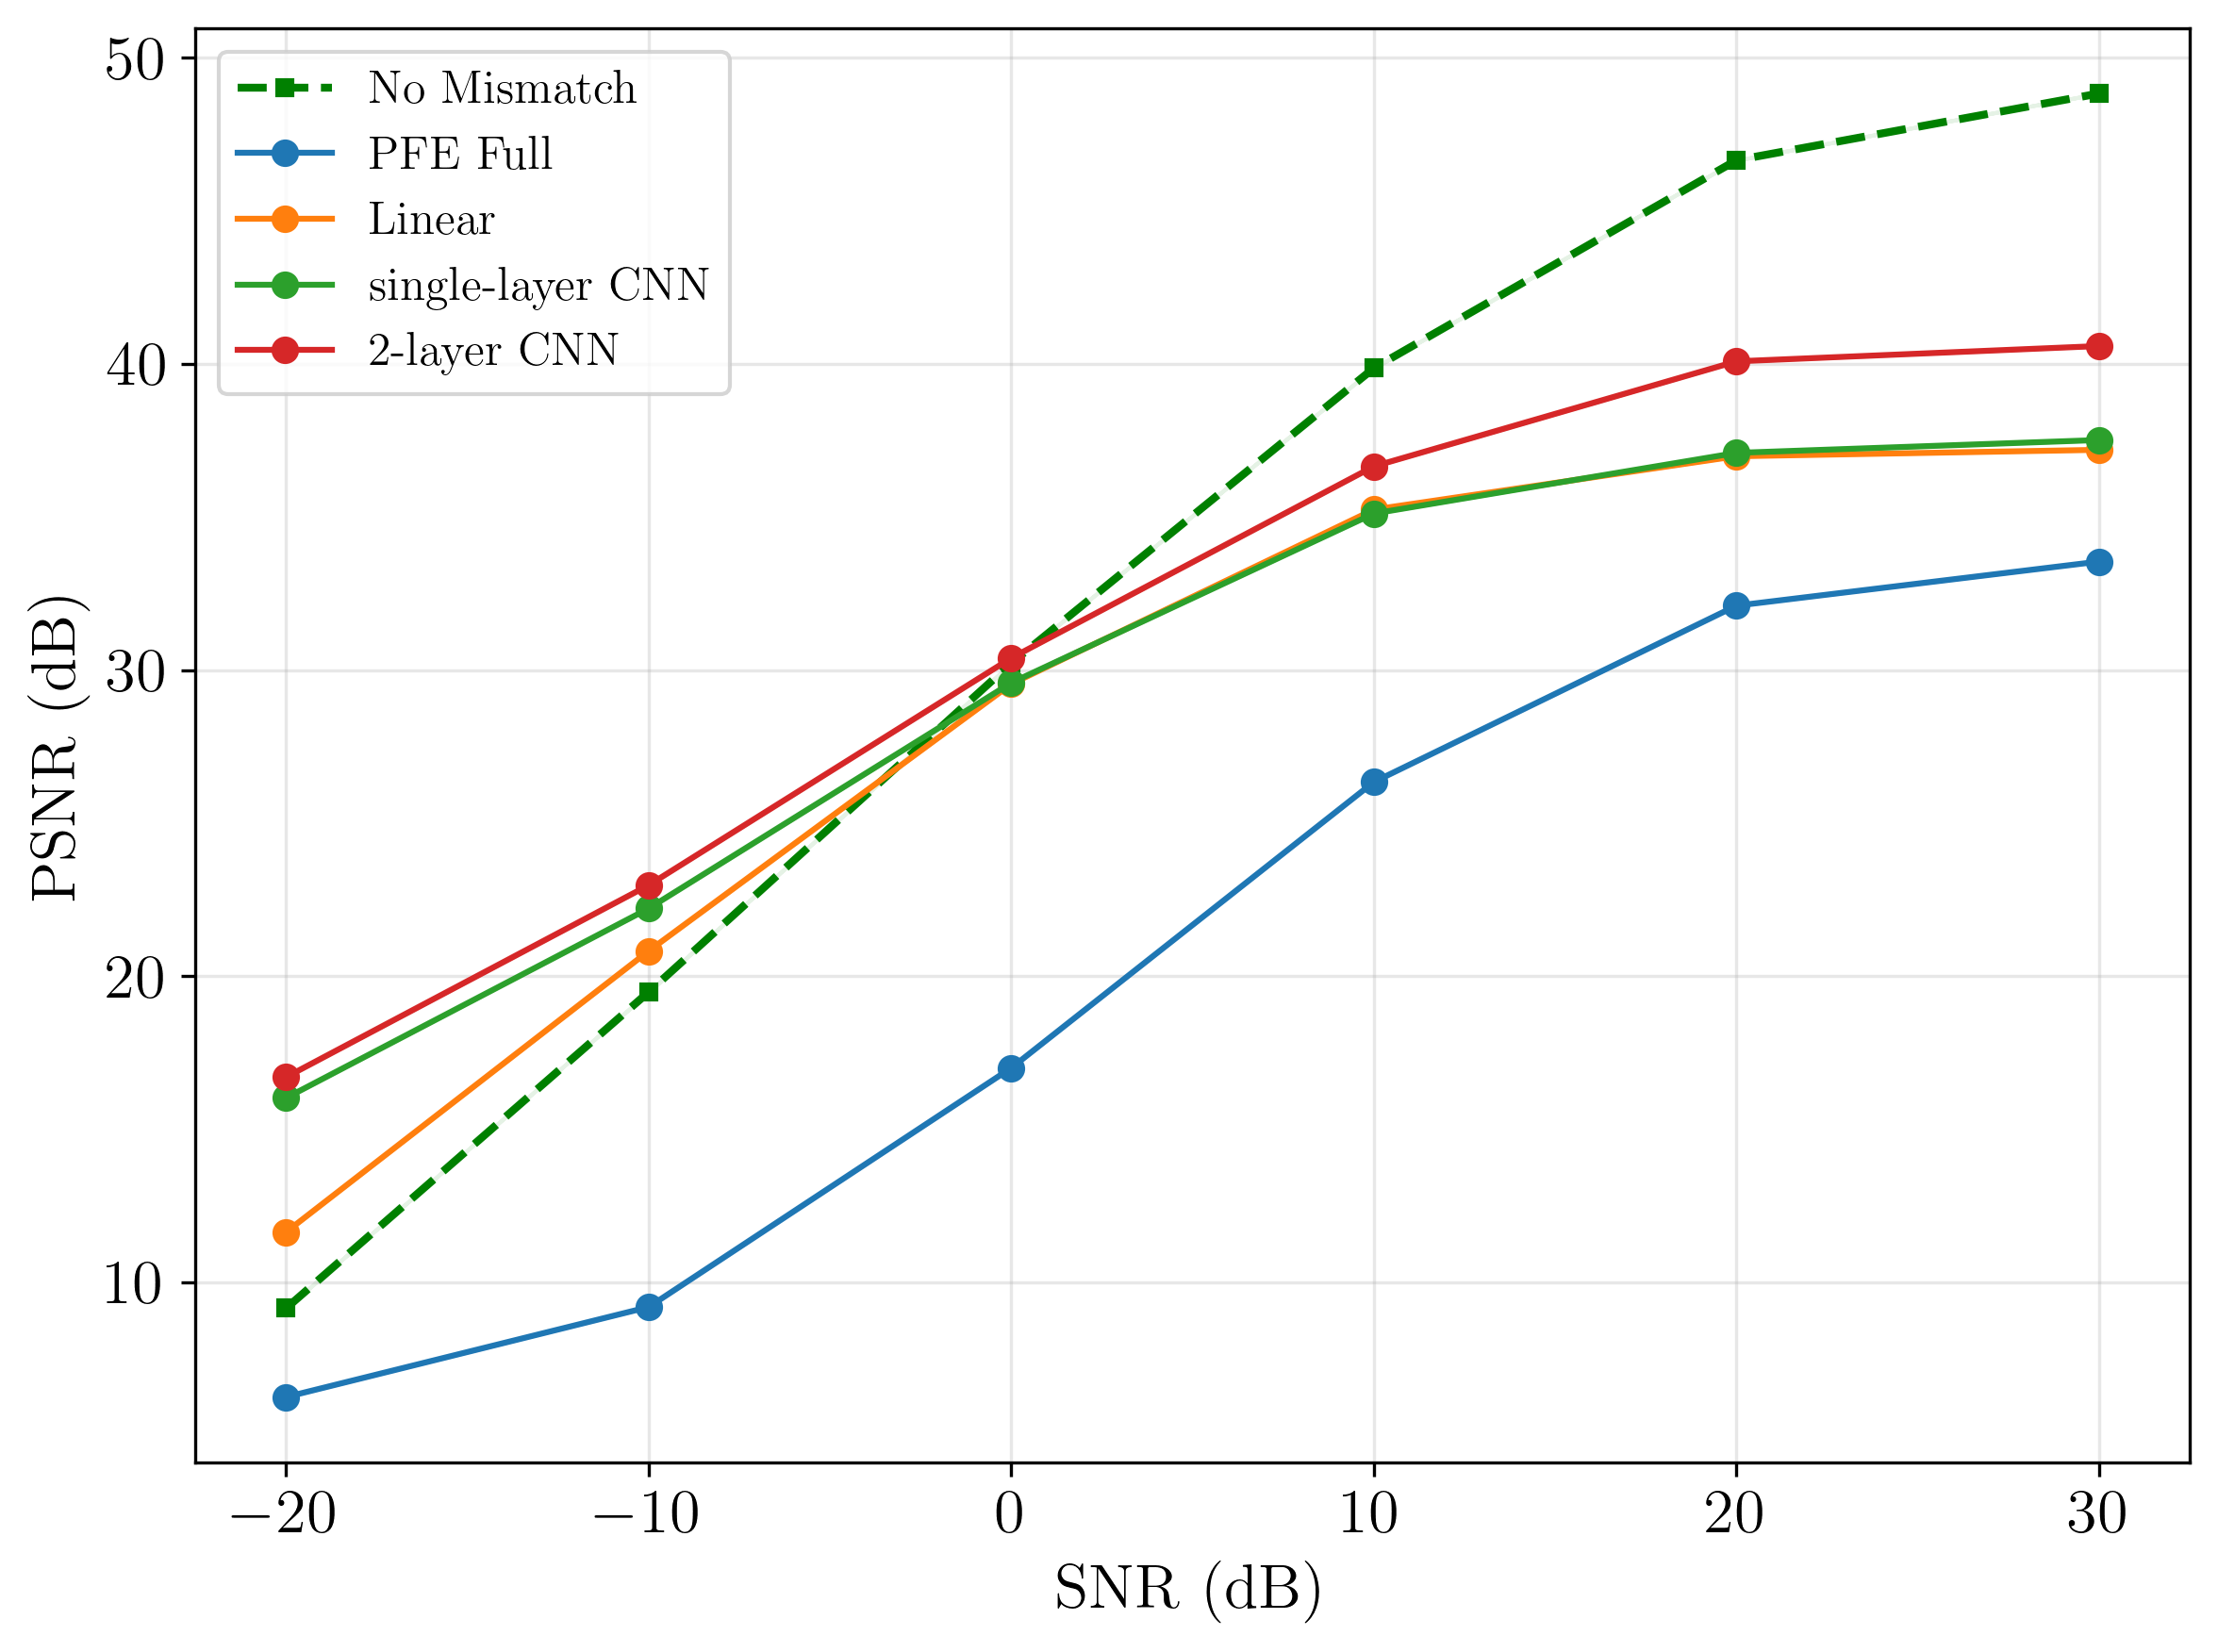 50
40
30
20
10
PSNR (dB)
No Mismatch
PFE Full
Linear
single-layer CNN
2-layer CNN
−20 −10 0 10 20 30
SNR (dB)